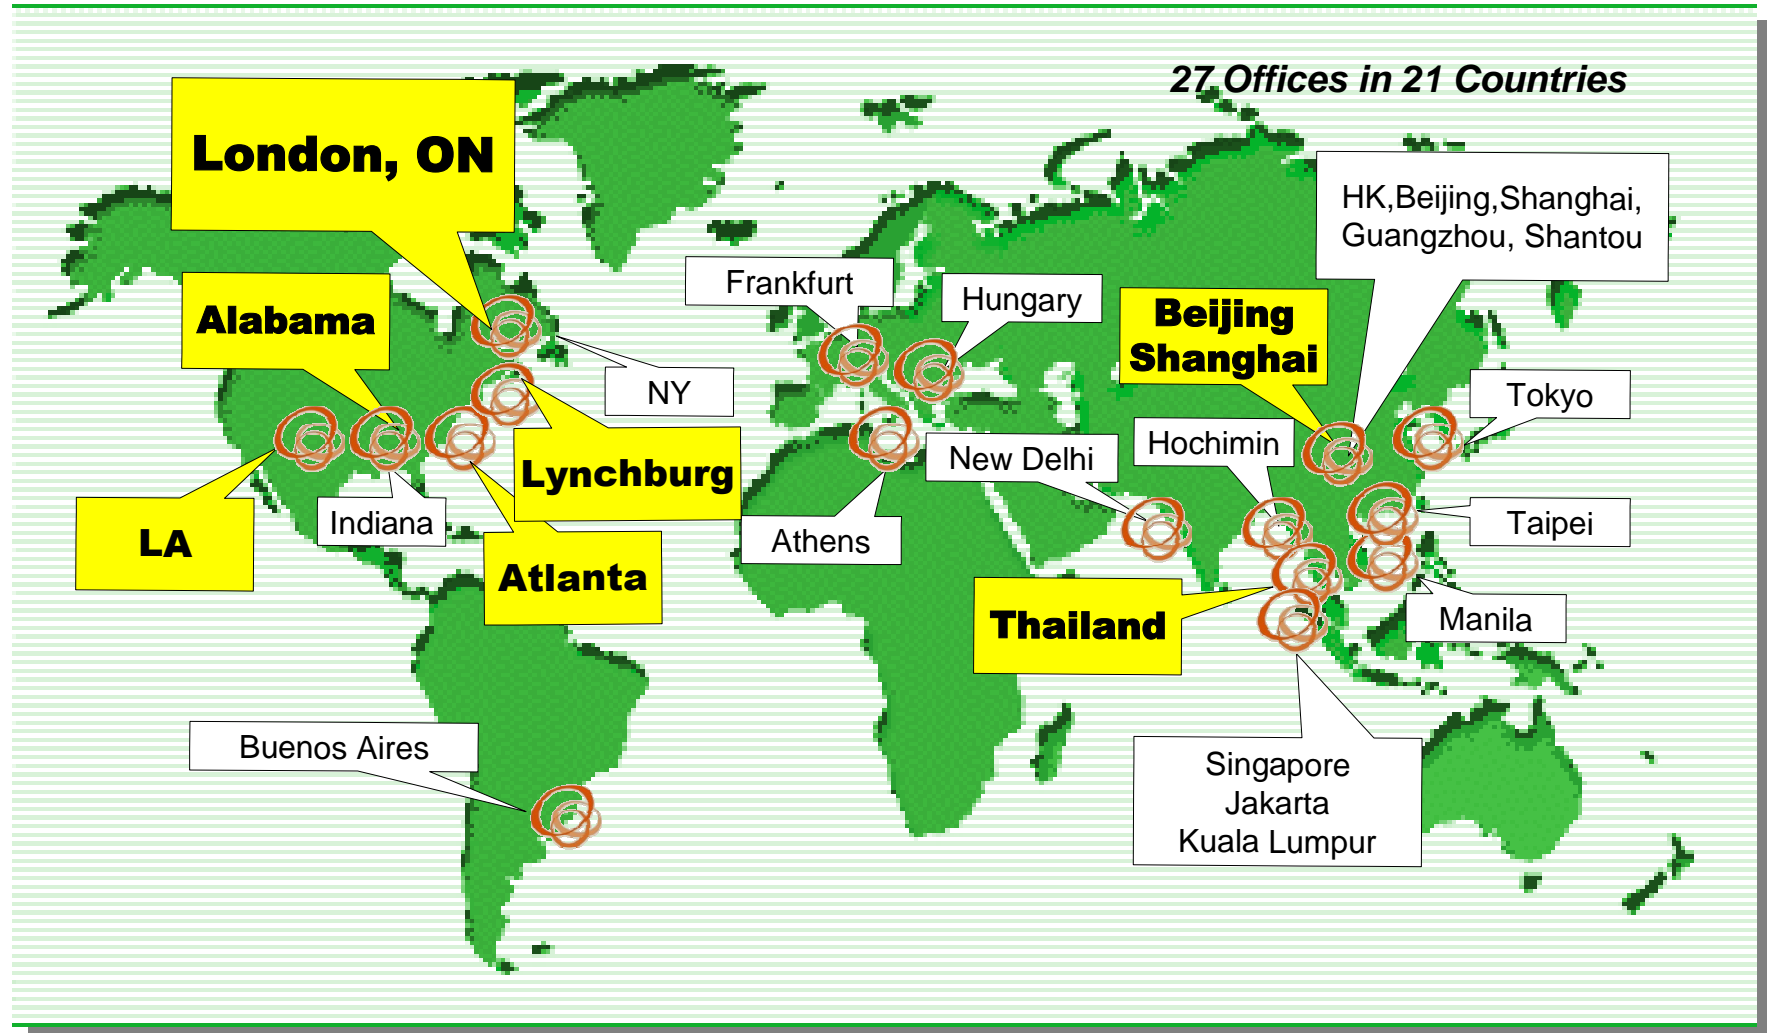 27 Offices in 21 Countries
London, ON
HK,Beijing,Shanghai,
Guangzhou, Shantou
Frankfurt
Hungary
Alabama
Beijing
Shanghai
NY
Tokyo
Hochimin
New Delhi
Lynchburg
Indiana
LA
Athens
Taipei
Atlanta
Thailand
Manila
Buenos Aires
Singapore
Jakarta
Kuala Lumpur